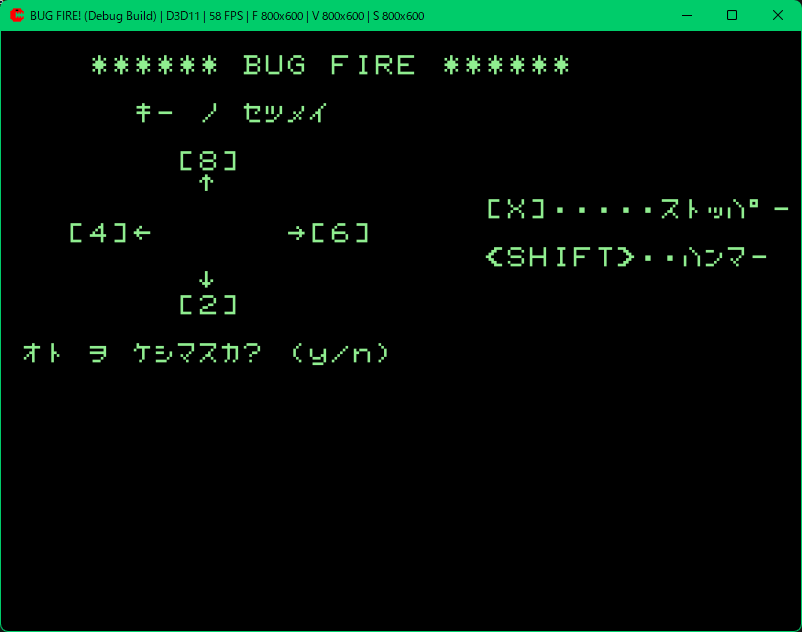 BUG FIRE! (Debug Build) | D3D11 | 58 FPS | F 800x600 | V 800x600 | S 800x600
****** BUG FIRE ******
キー ノ セツメイ
[8]
↑
[X]・・・・・ストッパー
[4]← →[6]
<SHIFT>・・ハンマー
↓
[2]
オト ヲ ケシマスカ? (y/n)